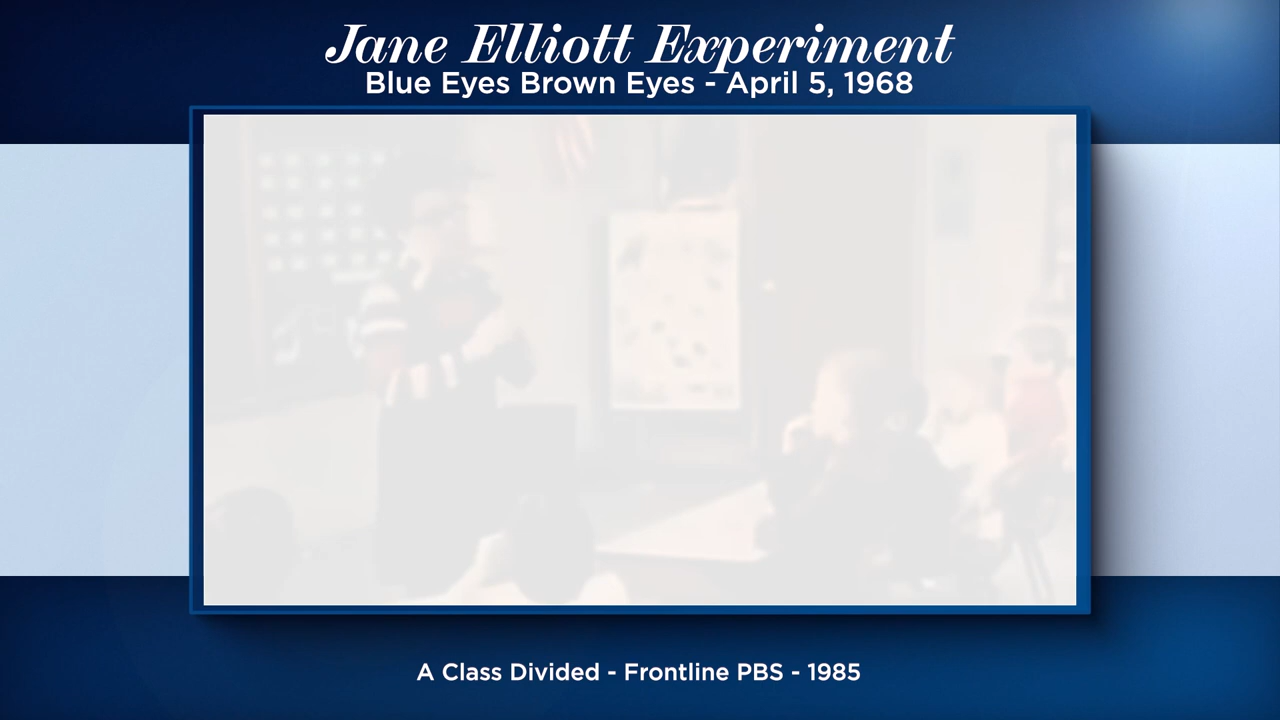 Jane Elliott Experiment
Blue Eyes Brown Eyes - April 5, 1968
A Class Divided - Frontline PBS - 1985